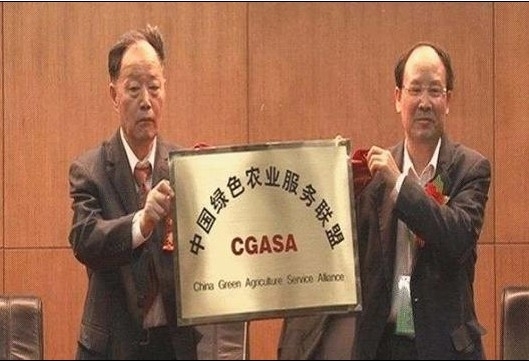 中国绿色农业服务联盟
CGASA
China Green Agriculture Service Alliance